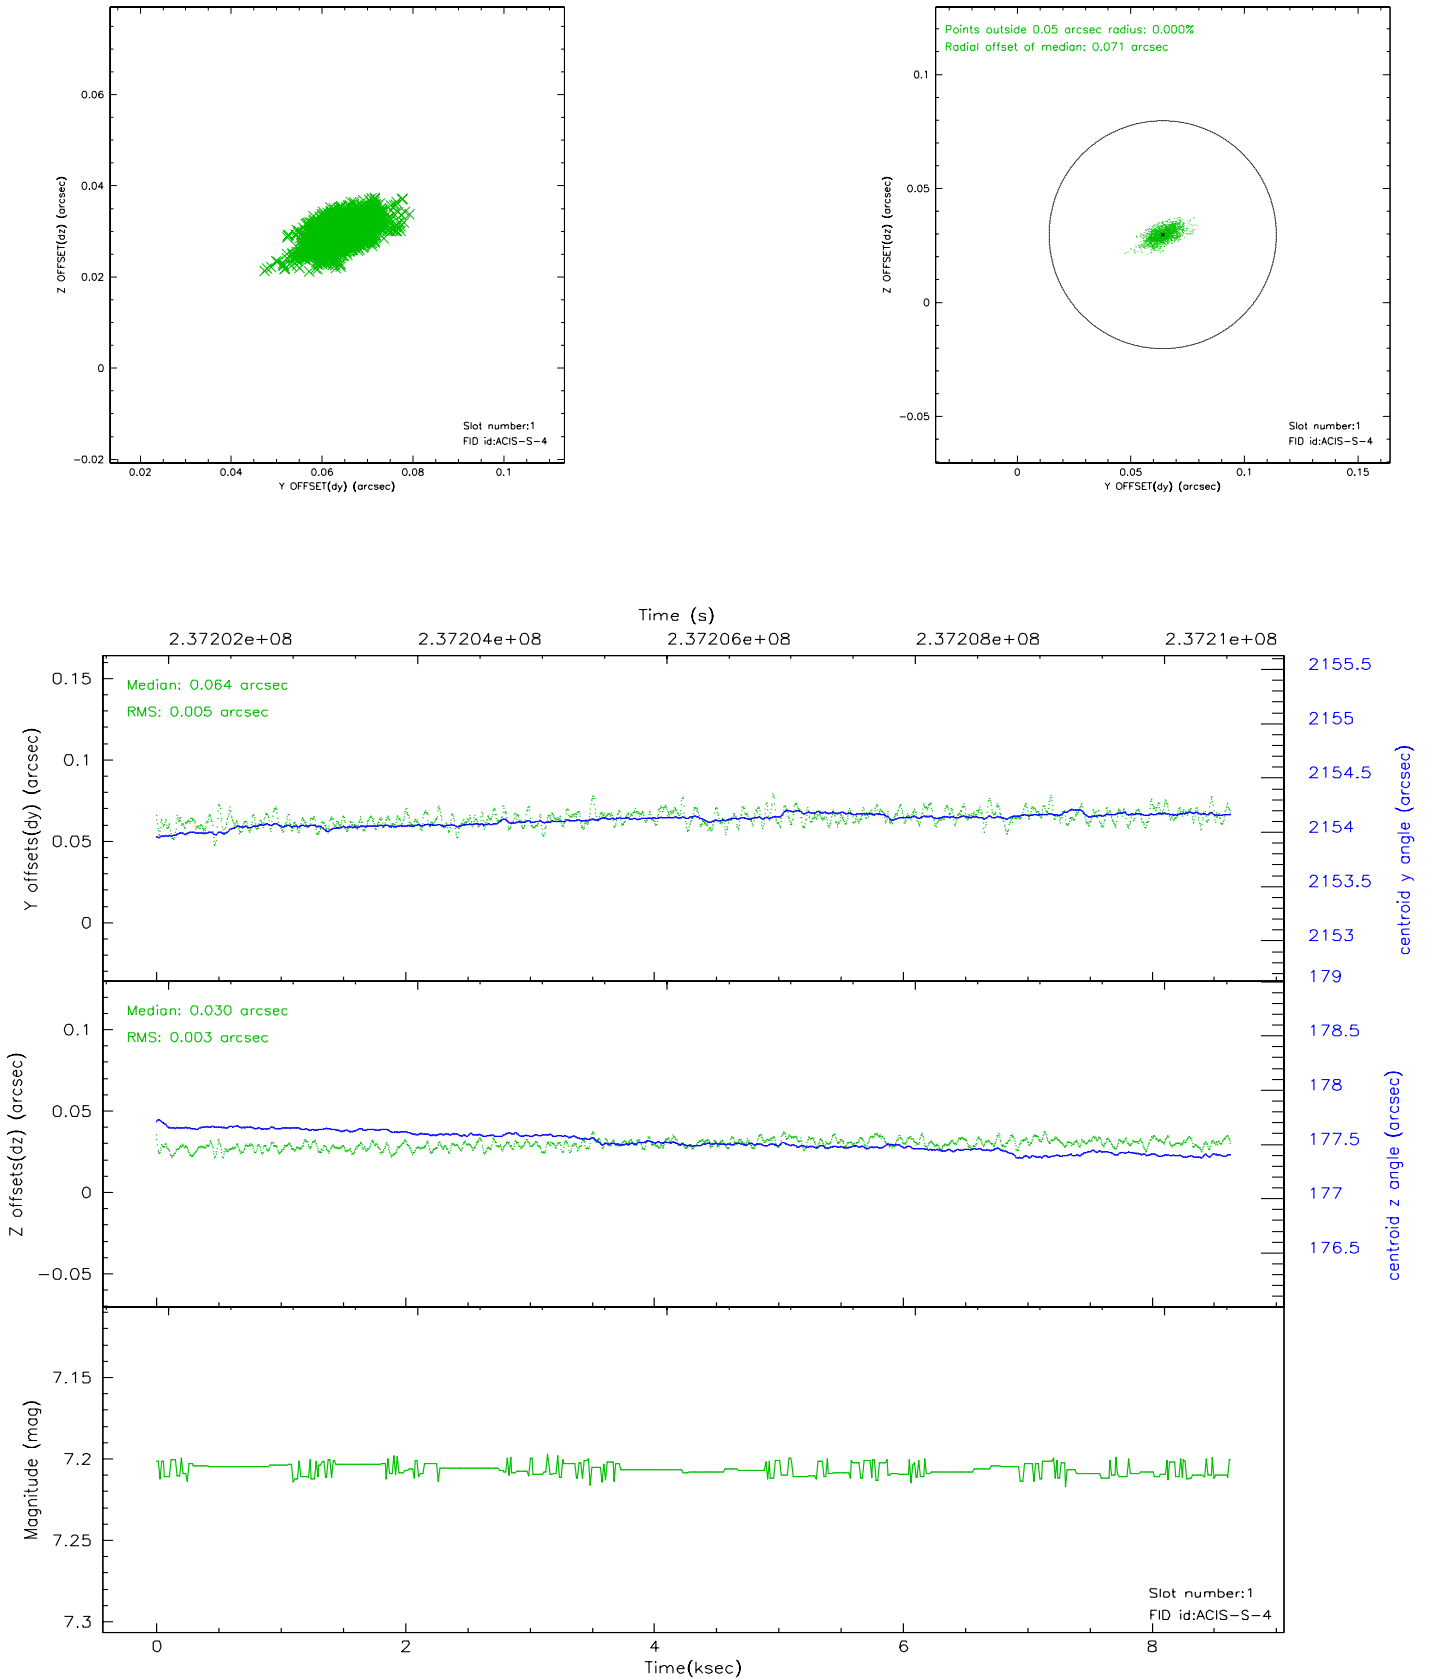 0.06
0.04
0.02
0
−0.02
Z OFFSET(dz) (arcsec)
Slot number:1
FID id:ACIS−S−4
0.02 0.04 0.06 0.08 0.1
Y OFFSET(dy) (arcsec)
Points outside 0.05 arcsec radius: 0.000%
Radial offset of median: 0.071 arcsec
0.1
0.05
0
−0.05
Z OFFSET(dz) (arcsec)
Slot number:1
FID id:ACIS−S−4
0 0.05 0.1 0.15
Y OFFSET(dy) (arcsec)
Time (s)
2.37202e+08 2.37204e+08 2.37206e+08 2.37208e+08 2.3721e+08
Median: 0.064 arcsec
RMS: 0.005 arcsec
0.15
0.1
0.05
0
Y offsets(dy) (arcsec)
2155.5
2155
2154.5
2154
2153.5
2153
centroid y angle (arcsec)
179
Median: 0.030 arcsec
RMS: 0.003 arcsec
0.1
0.05
0
−0.05
Z offsets(dz) (arcsec)
178.5
178
177.5
177
176.5
centroid z angle (arcsec)
7.15
7.2
7.25
7.3
Magnitude (mag)
Slot number:1
FID id:ACIS−S−4
0 2 4 6 8
Time(ksec)